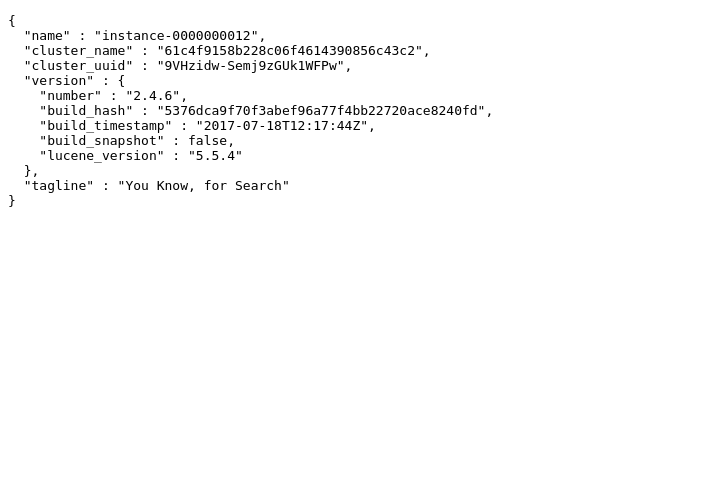 {
  "name" : "instance-0000000012",
  "cluster_name" : "61c4f9158b228c06f4614390856c43c2",
  "cluster_uuid" : "9VHzidw-Semj9zGUk1WFPw",
  "version" : {
    "number" : "2.4.6",
    "build_hash" : "5376dca9f70f3abef96a77f4bb22720ace8240fd",
    "build_timestamp" : "2017-07-18T12:17:44Z",
    "build_snapshot" : false,
    "lucene_version" : "5.5.4"
  },
  "tagline" : "You Know, for Search"
}